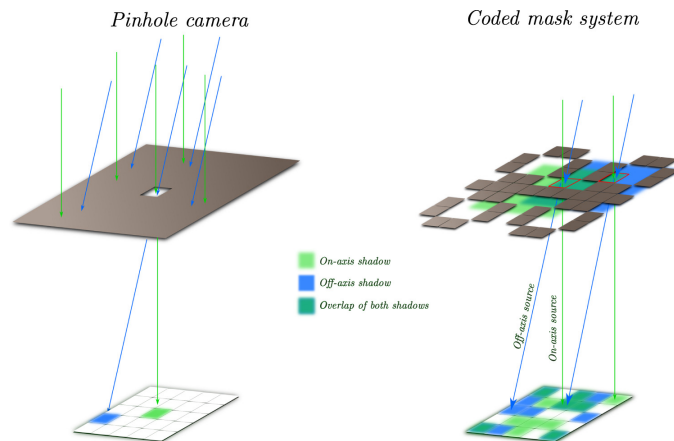 Pinhole camera
Coded mask system
On-axis shadow
Off-axis shadow
Overlap of both shadows
Off-axis source
On-axis source